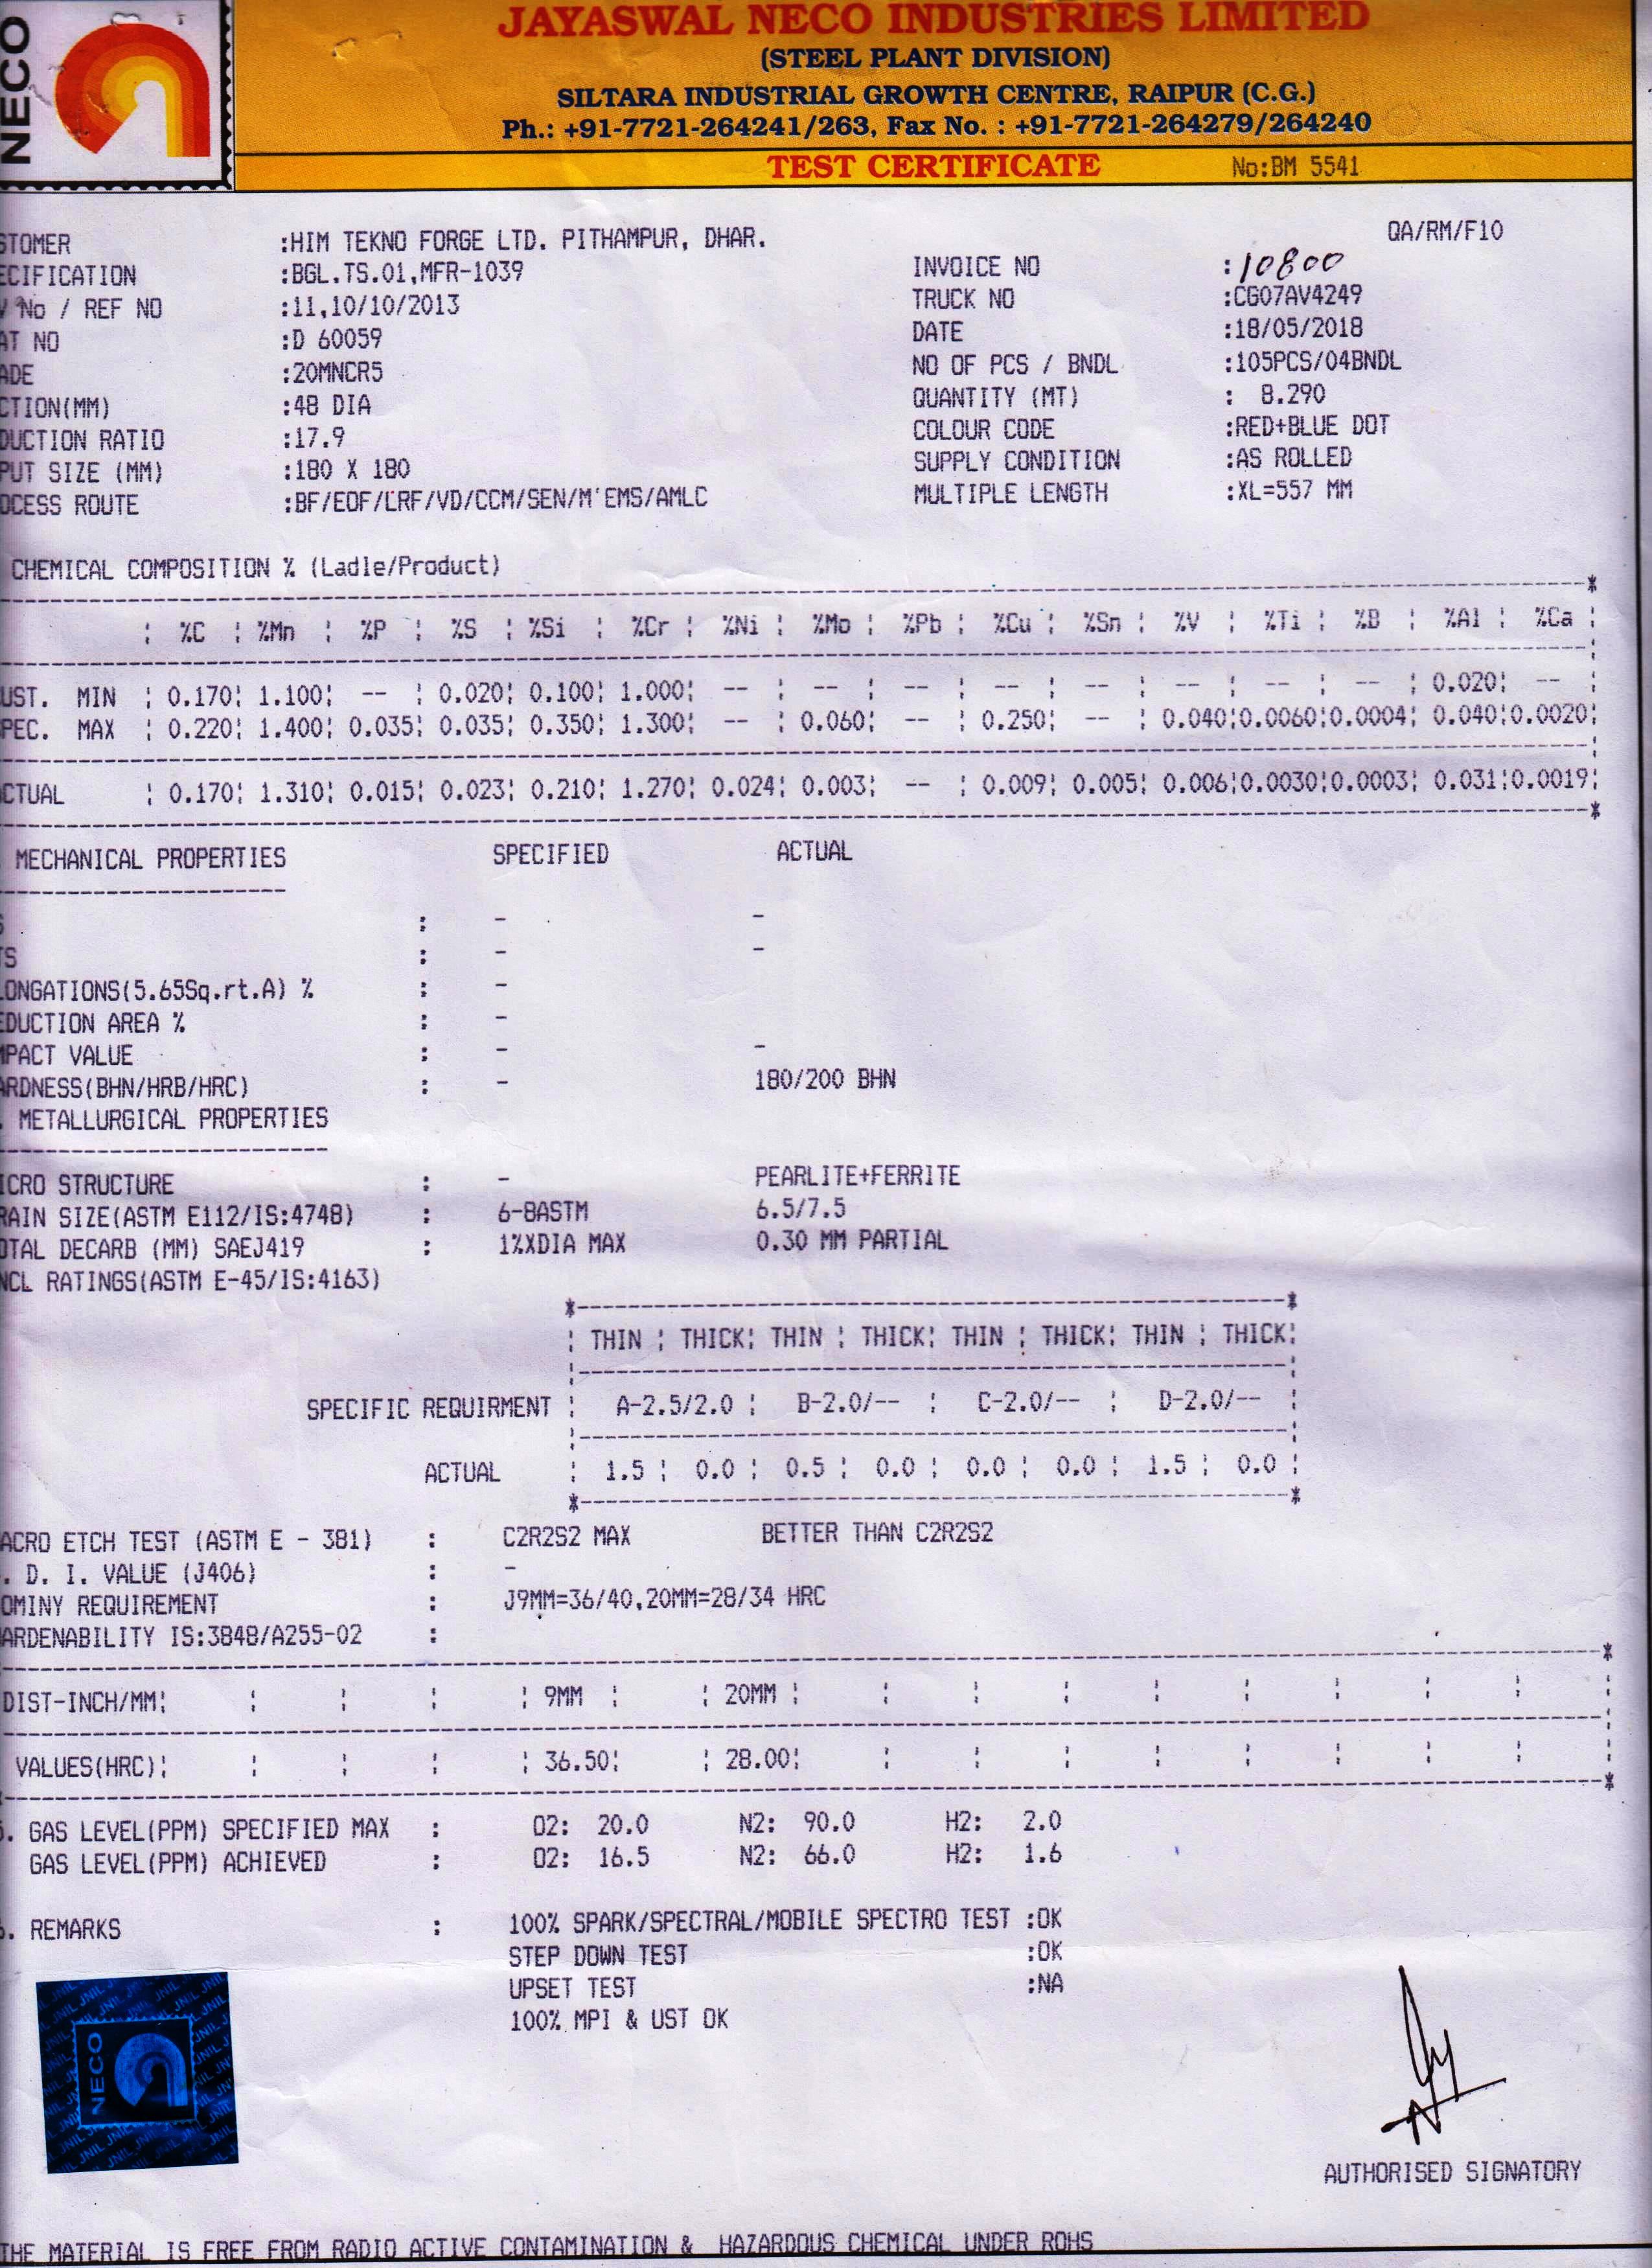 NECO
JAYASWAL NECO INDUSTRIES LIMITED
(STEEL PLANT DIVISION)
SILTARA INDUSTRIAL GROWTH CENTRE, RAIPUR (C.G.)
Ph.: +91-7721-264241/263, Fax No. : +91-7721-264279/264240
TEST CERTIFICATE No:BM 5541
QA/RM/F10
STOMER :HIM TEKNO FORGE LTD. PITHAMPUR, DHAR.
ECIFICATION :BGL.TS.01,MFR-1039 INVOICE NO :10800
V No / REF NO :11,10/10/2013 TRUCK NO :CG07AV4249
AT NO :D 60059 DATE :18/05/2018
ADE :20MNCR5 NO OF PCS / BNDL :105PCS/04BNDL
CTION(MM) :48 DIA QUANTITY (MT) : 8.290
DUCTION RATIO :17.9 COLOUR CODE :RED+BLUE DOT
PUT SIZE (MM) :180 X 180 SUPPLY CONDITION :AS ROLLED
OCESS ROUTE :BF/EOF/LRF/VD/CCM/SEN/M'EMS/AMLC MULTIPLE LENGTH :XL=557 MM
CHEMICAL COMPOSITION % (Ladle/Product)
¦ %C ¦ %Mn ¦ %P ¦ %S ¦ %Si ¦ %Cr ¦ %Ni ¦ %Mo ¦ %Pb ¦ %Cu ¦ %Sn ¦ %V ¦ %Ti ¦ %B ¦ %Al ¦ %Ca ¦
UST. MIN ¦ 0.170¦ 1.100¦ -- ¦ 0.020¦ 0.100¦ 1.000¦ -- ¦ -- ¦ -- ¦ -- ¦ -- ¦ -- ¦ -- ¦ -- ¦ 0.020¦ -- ¦
PEC. MAX ¦ 0.220¦ 1.400¦ 0.035¦ 0.035¦ 0.350¦ 1.300¦ -- ¦ 0.060¦ -- ¦ 0.250¦ -- ¦ 0.040¦0.0060¦0.0004¦ 0.040¦0.0020¦
CTUAL ¦ 0.170¦ 1.310¦ 0.015¦ 0.023¦ 0.210¦ 1.270¦ 0.024¦ 0.003¦ -- ¦ 0.009¦ 0.005¦ 0.006¦0.0030¦0.0003¦ 0.031¦0.0019¦
MECHANICAL PROPERTIES SPECIFIED ACTUAL
S : - -
TS : - -
LONGATIONS(5.65Sq.rt.A) % : -
EDUCTION AREA % : -
MPACT VALUE : - -
ARDNESS(BHN/HRB/HRC) : - 180/200 BHN
. METALLURGICAL PROPERTIES
ICRO STRUCTURE : - PEARLITE+FERRITE
RAIN SIZE(ASTM E112/IS:4748) : 6-8ASTM 6.5/7.5
OTAL DECARB (MM) SAEJ419 : 1%XDIA MAX 0.30 MM PARTIAL
NCL RATINGS(ASTM E-45/IS:4163)
¦ THIN ¦ THICK¦ THIN ¦ THICK¦ THIN ¦ THICK¦ THIN ¦ THICK¦
SPECIFIC REQUIRMENT ¦ A-2.5/2.0 ¦ B-2.0/-- ¦ C-2.0/-- ¦ D-2.0/-- ¦
ACTUAL ¦ 1.5 ¦ 0.0 ¦ 0.5 ¦ 0.0 ¦ 0.0 ¦ 0.0 ¦ 1.5 ¦ 0.0 ¦
ACRO ETCH TEST (ASTM E - 381) : C2R2S2 MAX BETTER THAN C2R2S2
. D. I. VALUE (J406) : -
OMINY REQUIREMENT : J9MM=36/40,20MM=28/34 HRC
ARDENABILITY IS:3848/A255-02 :
DIST-INCH/MM¦ ¦ ¦ ¦ ¦ 9MM ¦ ¦ 20MM ¦ ¦ ¦ ¦ ¦ ¦ ¦ ¦ ¦ ¦
VALUES(HRC)¦ ¦ ¦ ¦ ¦ 36.50¦ ¦ 28.00¦ ¦ ¦ ¦ ¦ ¦ ¦ ¦ ¦ ¦
. GAS LEVEL(PPM) SPECIFIED MAX : O2: 20.0 N2: 90.0 H2: 2.0
GAS LEVEL(PPM) ACHIEVED : O2: 16.5 N2: 66.0 H2: 1.6
. REMARKS : 100% SPARK/SPECTRAL/MOBILE SPECTRO TEST :OK
STEP DOWN TEST :OK
UPSET TEST :NA
100% MPI & UST OK
NECO
JNIL
AUTHORISED SIGNATORY
THE MATERIAL IS FREE FROM RADIO ACTIVE CONTAMINATION & HAZARDOUS CHEMICAL UNDER ROHS